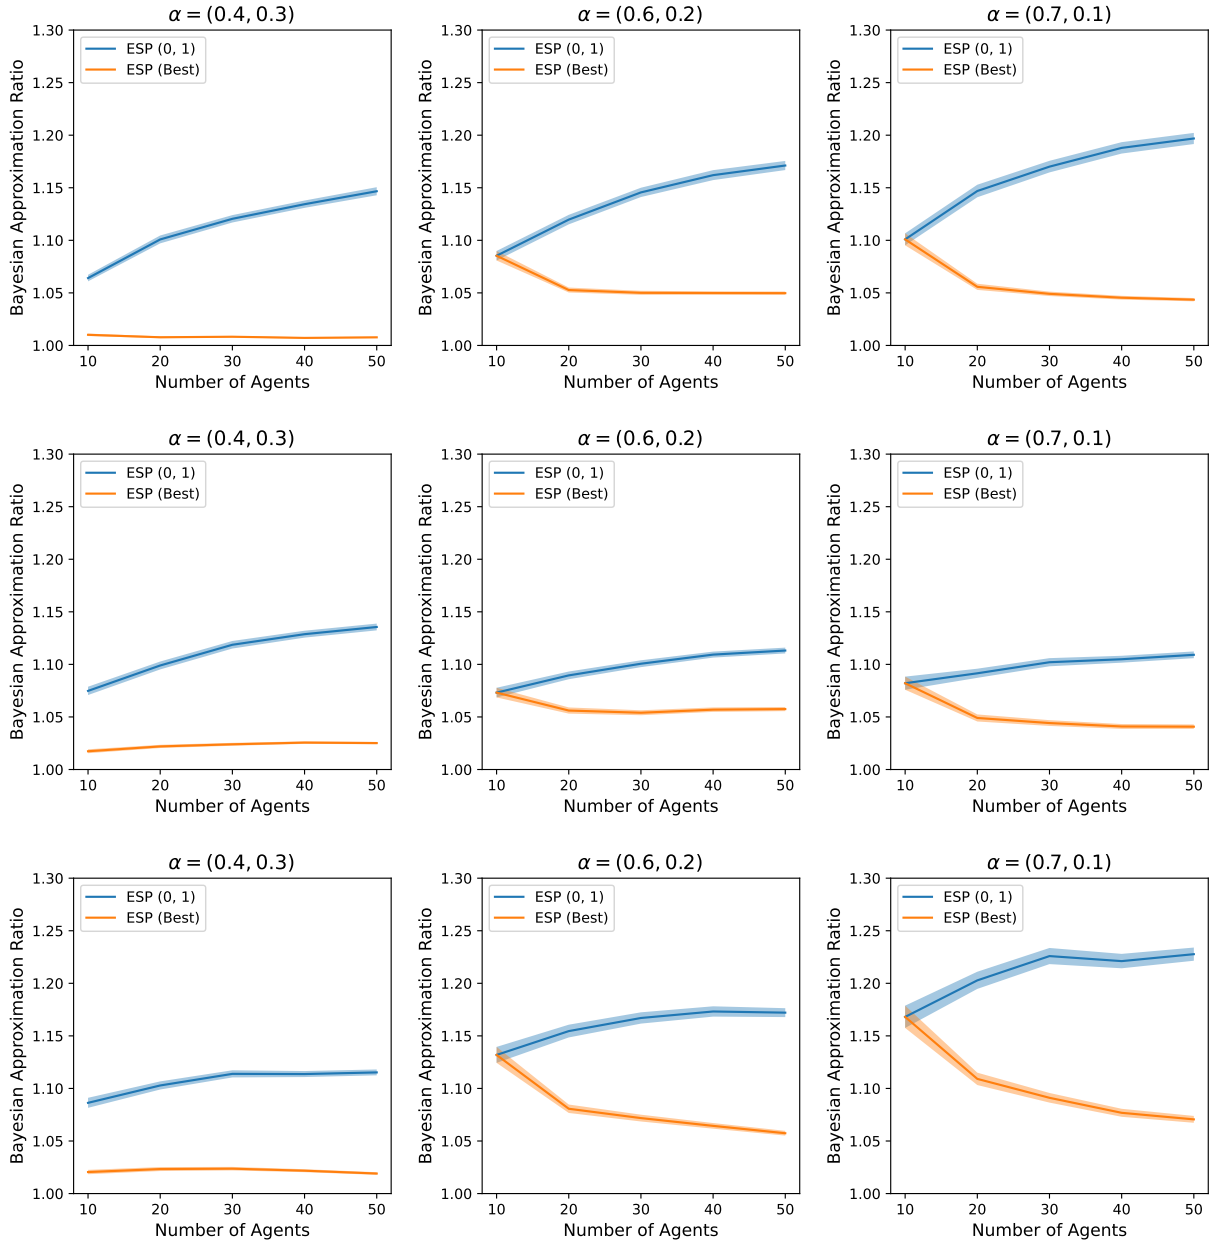 α = (0.4, 0.3)
1.30
1.25
1.20
1.15
1.10
1.05
1.00
Bayesian Approximation Ratio
ESP (0, 1)
ESP (Best)
10 20 30 40 50
Number of Agents
α = (0.6, 0.2)
1.30
1.25
1.20
1.15
1.10
1.05
1.00
Bayesian Approximation Ratio
ESP (0, 1)
ESP (Best)
10 20 30 40 50
Number of Agents
α = (0.7, 0.1)
1.30
1.25
1.20
1.15
1.10
1.05
1.00
Bayesian Approximation Ratio
ESP (0, 1)
ESP (Best)
10 20 30 40 50
Number of Agents
α = (0.4, 0.3)
1.30
1.25
1.20
1.15
1.10
1.05
1.00
Bayesian Approximation Ratio
ESP (0, 1)
ESP (Best)
10 20 30 40 50
Number of Agents
α = (0.6, 0.2)
1.30
1.25
1.20
1.15
1.10
1.05
1.00
Bayesian Approximation Ratio
ESP (0, 1)
ESP (Best)
10 20 30 40 50
Number of Agents
α = (0.7, 0.1)
1.30
1.25
1.20
1.15
1.10
1.05
1.00
Bayesian Approximation Ratio
ESP (0, 1)
ESP (Best)
10 20 30 40 50
Number of Agents
α = (0.4, 0.3)
1.30
1.25
1.20
1.15
1.10
1.05
1.00
Bayesian Approximation Ratio
ESP (0, 1)
ESP (Best)
10 20 30 40 50
Number of Agents
α = (0.6, 0.2)
1.30
1.25
1.20
1.15
1.10
1.05
1.00
Bayesian Approximation Ratio
ESP (0, 1)
ESP (Best)
10 20 30 40 50
Number of Agents
α = (0.7, 0.1)
1.30
1.25
1.20
1.15
1.10
1.05
1.00
Bayesian Approximation Ratio
ESP (0, 1)
ESP (Best)
10 20 30 40 50
Number of Agents